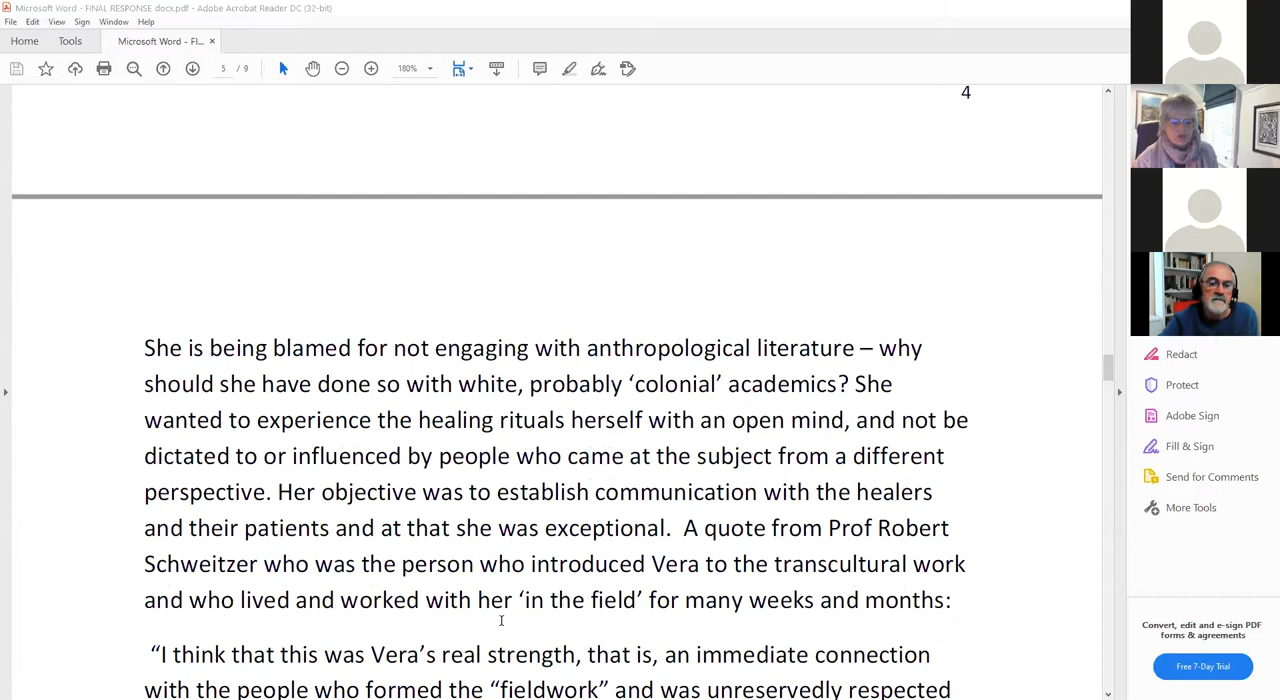 Microsoft Word - FINAL RESPONSE docx.pdf - Adobe Acrobat Reader DC (32-bit)
File Edit View Sign Window Help
Home Tools Microsoft Word - FI... ×
5 / 9 180%
4
She is being blamed for not engaging with anthropological literature – why
should she have done so with white, probably ‘colonial’ academics? She
wanted to experience the healing rituals herself with an open mind, and not be
dictated to or influenced by people who came at the subject from a different
perspective. Her objective was to establish communication with the healers
and their patients and at that she was exceptional.  A quote from Prof Robert
Schweitzer who was the person who introduced Vera to the transcultural work
and who lived and worked with her ‘in the field’ for many weeks and months:
“I think that this was Vera’s real strength, that is, an immediate connection
with the people who formed the “fieldwork” and was unreservedly respected
Redact
Protect
Adobe Sign
Fill & Sign
Send for Comments
More Tools
Convert, edit and e-sign PDF
forms & agreements
Free 7-Day Trial